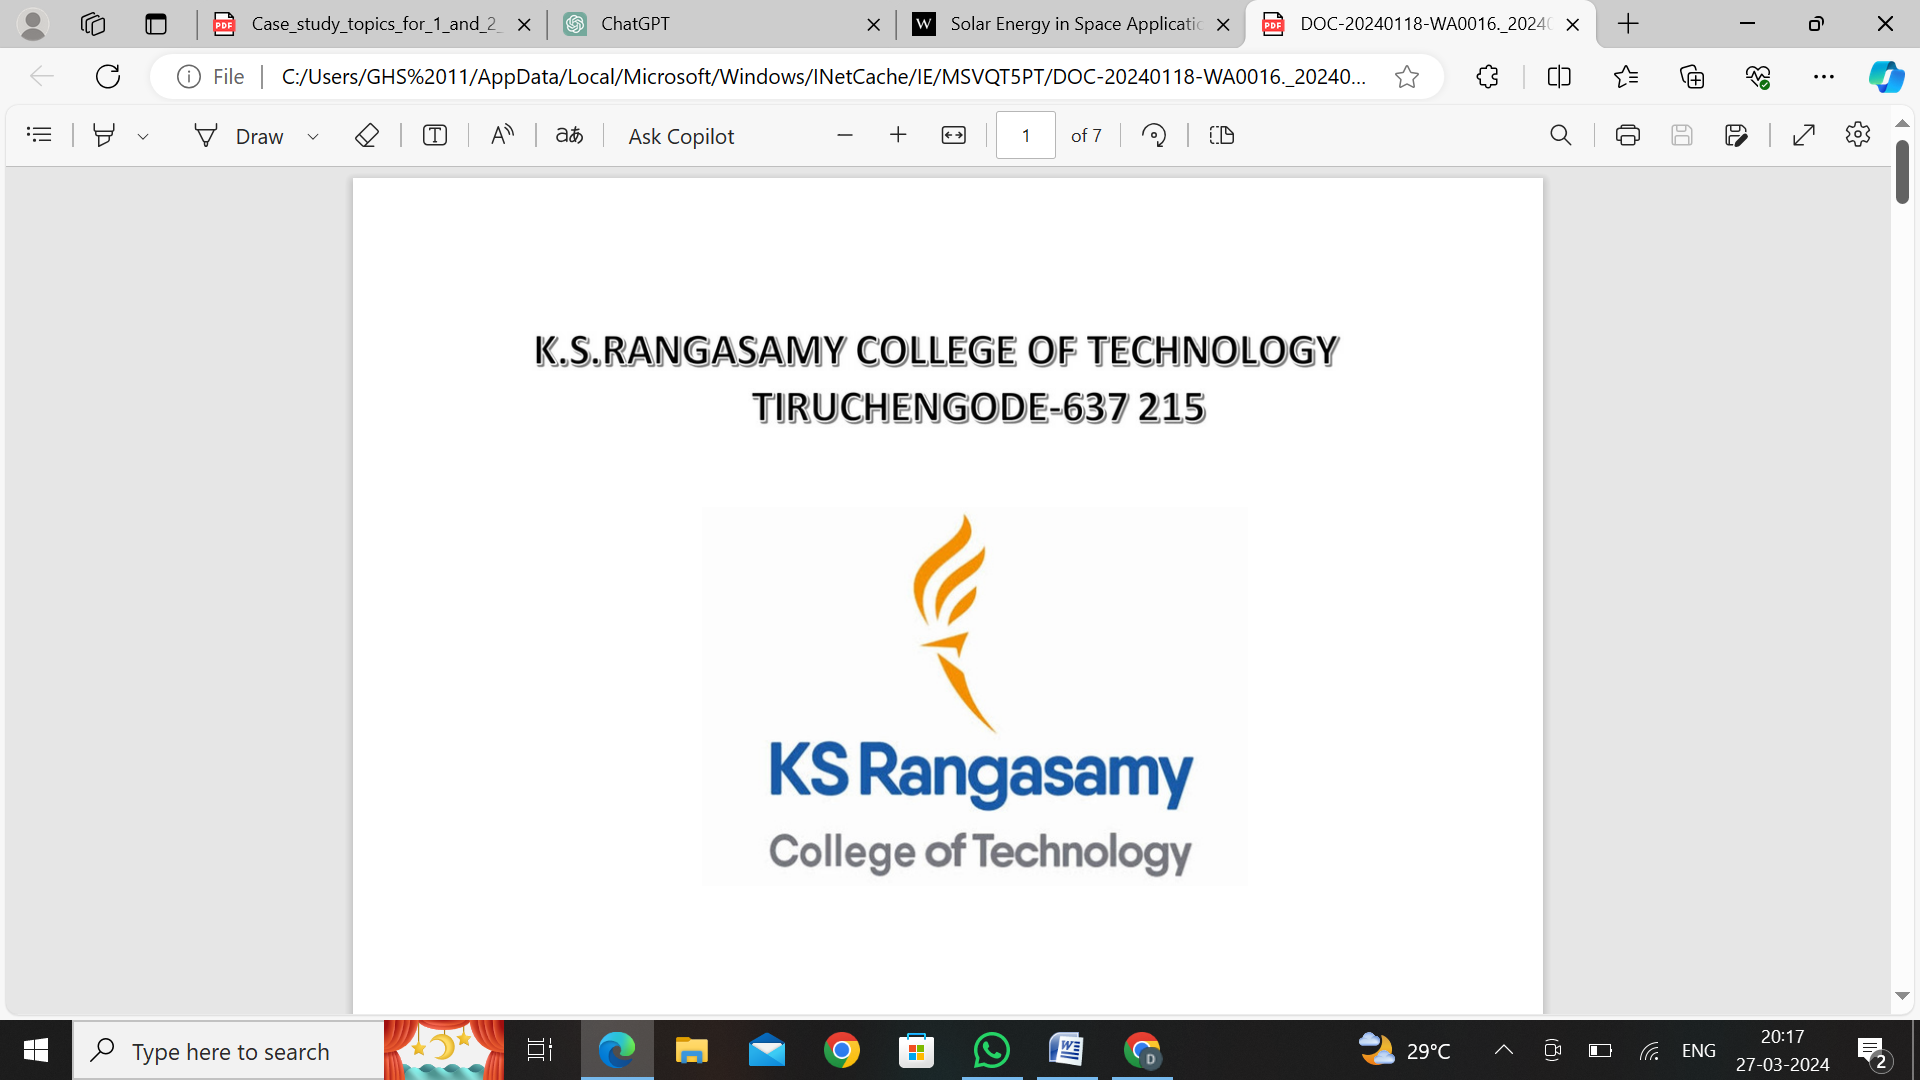 Case_study_topics_for_1_and_2_
ChatGPT
Solar Energy in Space Applicatio
DOC-20240118-WA0016._20240
File
C:/Users/GHS%2011/AppData/Local/Microsoft/Windows/INetCache/IE/MSVQT5PT/DOC-20240118-WA0016._20240...
Draw
Ask Copilot
1 of 7
K.S.RANGASAMY COLLEGE OF TECHNOLOGY
TIRUCHENGODE-637 215
KS Rangasamy
College of Technology
Type here to search
29°C
ENG
20:17
27-03-2024
2